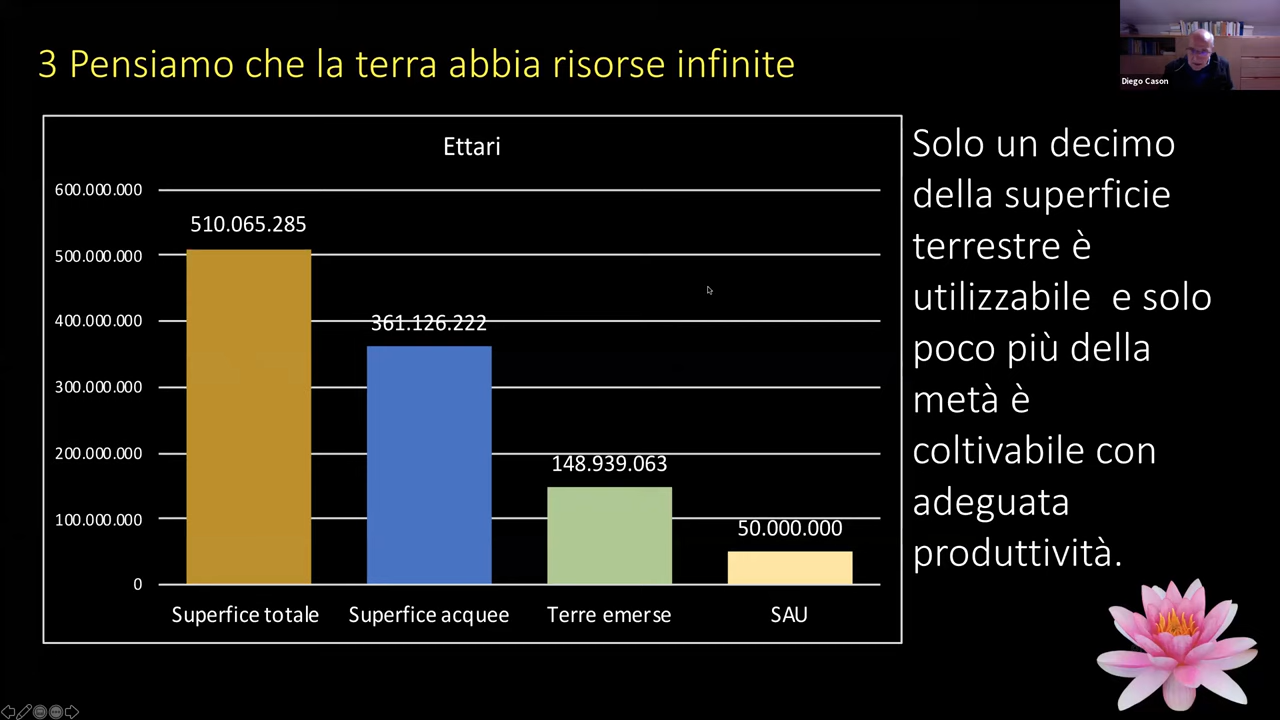 3 Pensiamo che la terra abbia risorse infinite
Diego Cason
Ettari
600.000.000
500.000.000
400.000.000
300.000.000
200.000.000
100.000.000
0
510.065.285
361.126.222
148.939.063
50.000.000
Superfice totale
Superfice acquee
Terre emerse
SAU
Solo un decimo
della superficie
terrestre è
utilizzabile  e solo
poco più della
metà è
coltivabile con
adeguata
produttività.